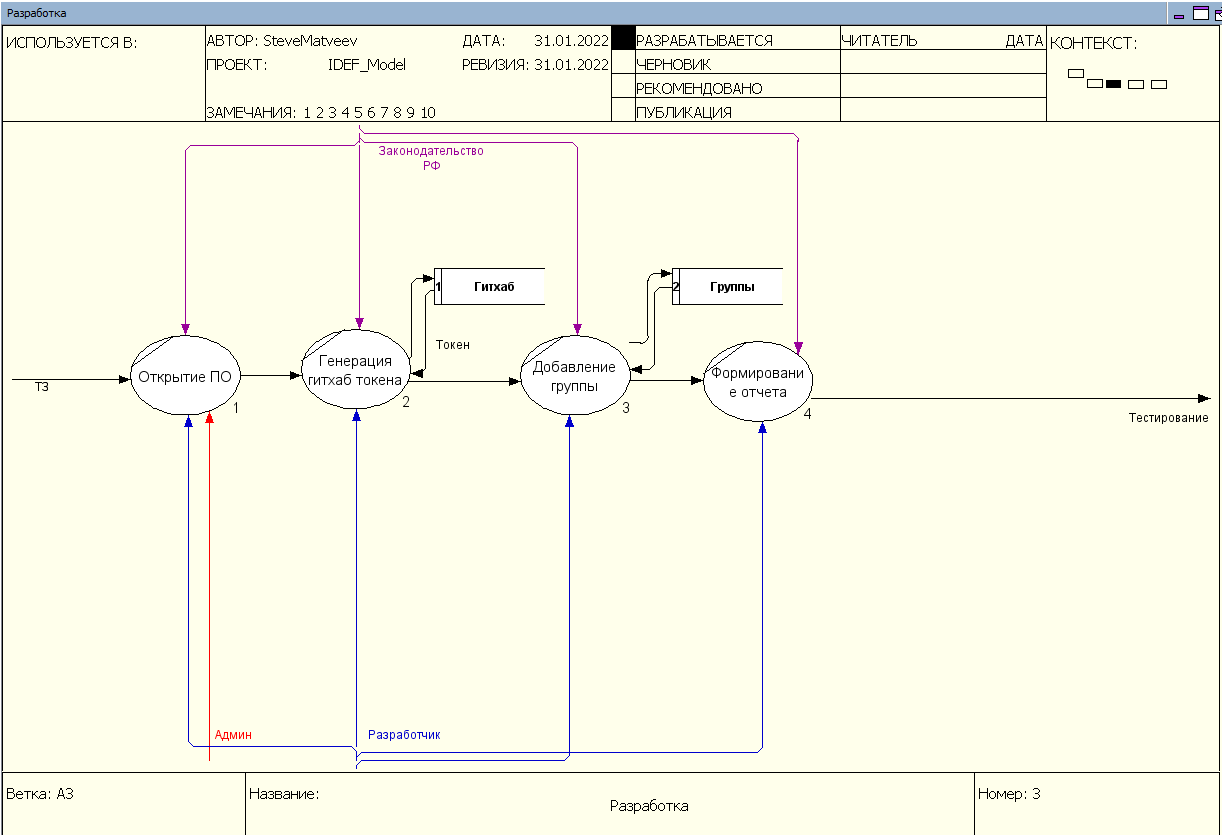 Разработка
ИСПОЛЬЗУЕТСЯ В:
АВТОР: SteveMatveev
ДАТА: 31.01.2022
ПРОЕКТ: IDEF_Model
РЕВИЗИЯ: 31.01.2022
ЗАМЕЧАНИЯ: 1 2 3 4 5 6 7 8 9 10
РАЗРАБАТЫВАЕТСЯ
ЧЕРНОВИК
РЕКОМЕНДОВАНО
ПУБЛИКАЦИЯ
ЧИТАТЕЛЬ
ДАТА
КОНТЕКСТ:
Законодательство
РФ
1
Гитхаб
2
Группы
Токен
ТЗ
Открытие ПО
1
Генерация
гитхаб токена
2
Добавление
группы
3
Формировани
е отчета
4
Тестирование
Админ
Разработчик
Ветка: A3
Название:
Разработка
Номер: 3